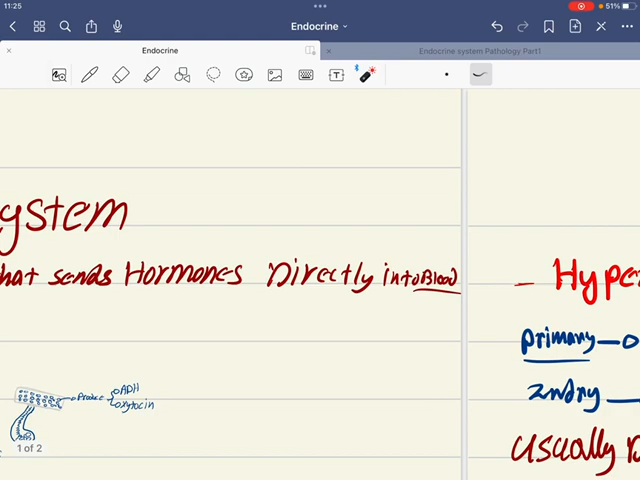 11:25
51%
Endocrine
Endocrine
Endocrine system Pathology Part1
ystem
hat sends Hormones Directly into Blood
- Hype
primary
2ndry
usually
Produce
ADH
oxytocin
1 of 2